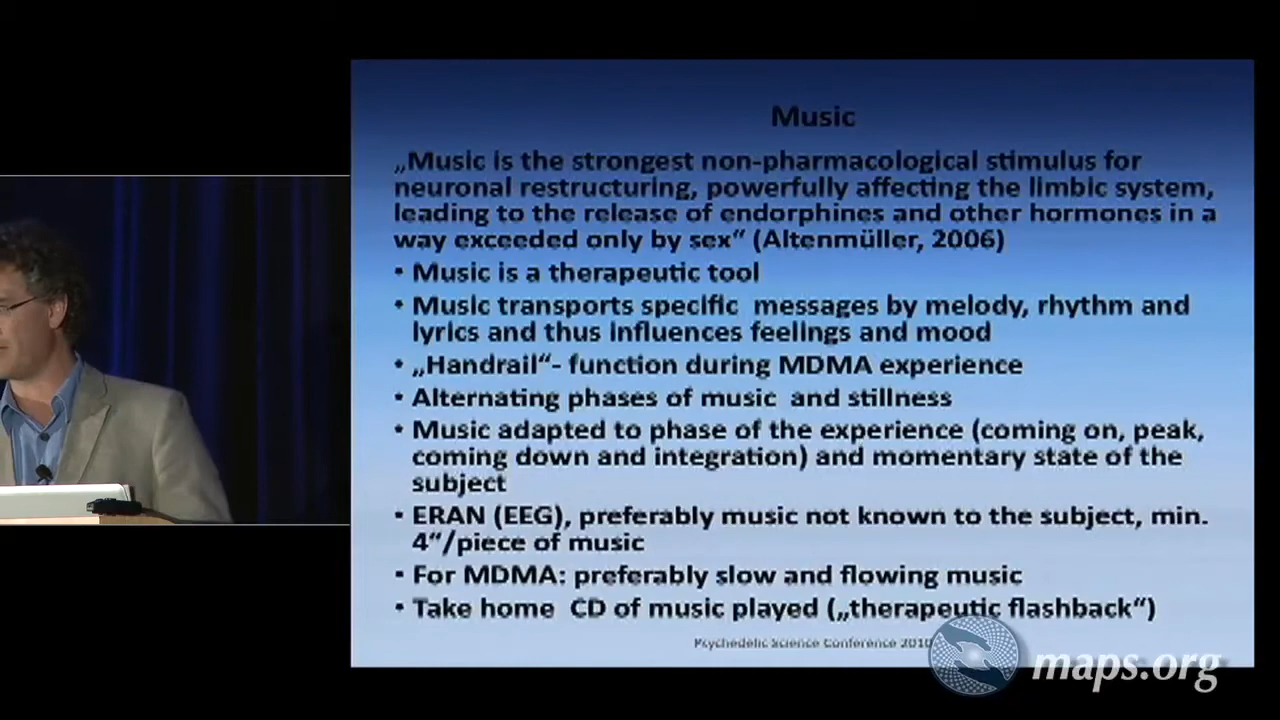 Music
„Music is the strongest non-pharmacological stimulus for
neuronal restructuring, powerfully affecting the limbic system,
leading to the release of endorphines and other hormones in a
way exceeded only by sex“ (Altenmüller, 2006)
• Music is a therapeutic tool
• Music transports specific messages by melody, rhythm and
lyrics and thus influences feelings and mood
• „Handrail“- function during MDMA experience
• Alternating phases of music and stillness
• Music adapted to phase of the experience (coming on, peak,
coming down and integration) and momentary state of the
subject
• ERAN (EEG), preferably music not known to the subject, min.
4“/piece of music
• For MDMA: preferably slow and flowing music
• Take home CD of music played („therapeutic flashback“)
Psychedelic Science Conference 2010
maps.org